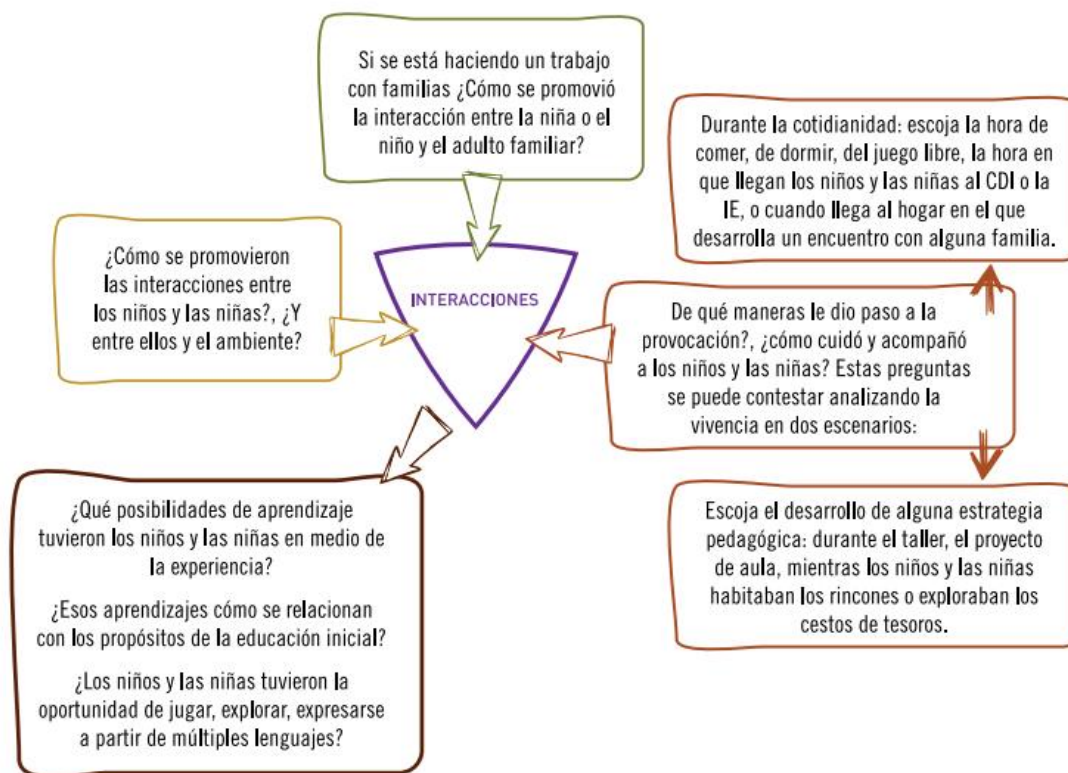 Si se está haciendo un trabajo
con familias ¿Cómo se promovió
la interacción entre la niña o el
niño y el adulto familiar?
Durante la cotidianidad: escoja la hora de
comer, de dormir, del juego libre, la hora en
que llegan los niños y las niñas al CDI o la
IE, o cuando llega al hogar en el que
desarrolla un encuentro con alguna familia.
¿Cómo se promovieron
las interacciones entre
los niños y las niñas?, ¿Y
entre ellos y el ambiente?
INTERACCIONES
De qué maneras le dio paso a la
provocación?, ¿cómo cuidó y acompañó
a los niños y las niñas? Estas preguntas
se puede contestar analizando la
vivencia en dos escenarios:
¿Qué posibilidades de aprendizaje
tuvieron los niños y las niñas en medio de
la experiencia?
¿Esos aprendizajes cómo se relacionan
con los propósitos de la educación inicial?
¿Los niños y las niñas tuvieron la
oportunidad de jugar, explorar, expresarse
a partir de múltiples lenguajes?
Escoja el desarrollo de alguna estrategia
pedagógica: durante el taller, el proyecto
de aula, mientras los niños y las niñas
habitaban los rincones o exploraban los
cestos de tesoros.